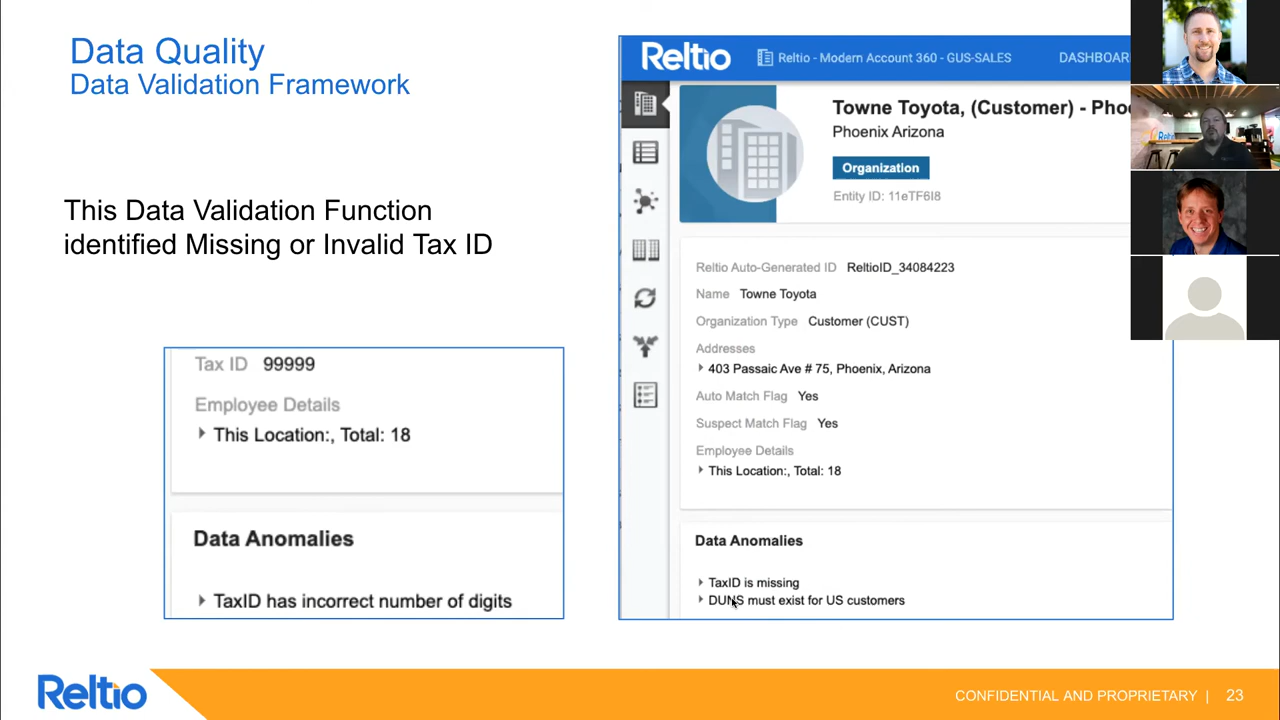 Data Quality
Data Validation Framework
This Data Validation Function
identified Missing or Invalid Tax ID
Tax ID 99999
Employee Details
This Location:, Total: 18
Data Anomalies
TaxID has incorrect number of digits
Reltio Reltio - Modern Account 360 - GUS-SALES DASHBOAR
Towne Toyota, (Customer) - Pho
Phoenix Arizona
Organization
Entity ID: 11eTF6I8
Reltio Auto-Generated ID ReltioID_34084223
Name Towne Toyota
Organization Type Customer (CUST)
Addresses
403 Passaic Ave # 75, Phoenix, Arizona
Auto Match Flag Yes
Suspect Match Flag Yes
Employee Details
This Location:, Total: 18
Data Anomalies
TaxID is missing
DUNS must exist for US customers
Reltio
CONFIDENTIAL AND PROPRIETARY | 23